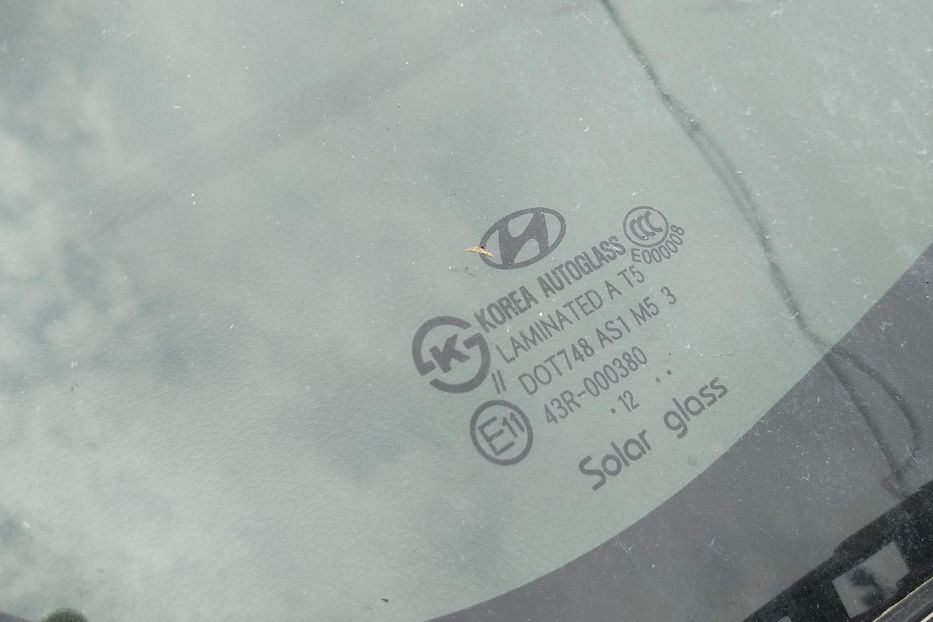 CCC
KOREA AUTOGLASS E000008
LAMINATED A T5
K // DOT748 AS1 M5 3
E11 43R-000380
. 12 . .
Solar glass